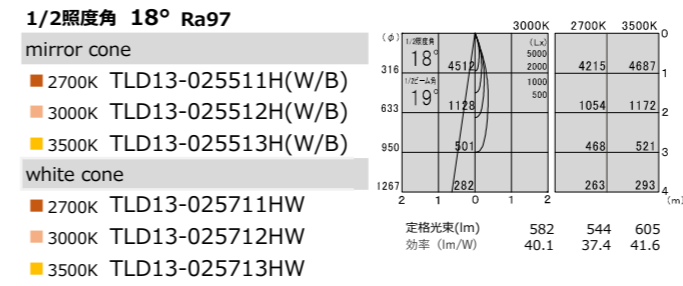 1/2照度角 18° Ra97
mirror cone
2700K TLD13-025511H(W/B)
3000K TLD13-025512H(W/B)
3500K TLD13-025513H(W/B)
white cone
2700K TLD13-025711HW
3000K TLD13-025712HW
3500K TLD13-025713HW
3000K 2700K 3500K
(φ) 1/2照度角 (Lx) 0
18° 5000
316 4512 2000 4215 4687 1
1/2ビーム角 1000
19° 500
633 1128 1054 1172 2
950 501 468 521 3
1267 282 263 293 4
2 1 0 1 2 (m)
定格光束(lm) 582 544 605
効率（lm/W） 40.1 37.4 41.6